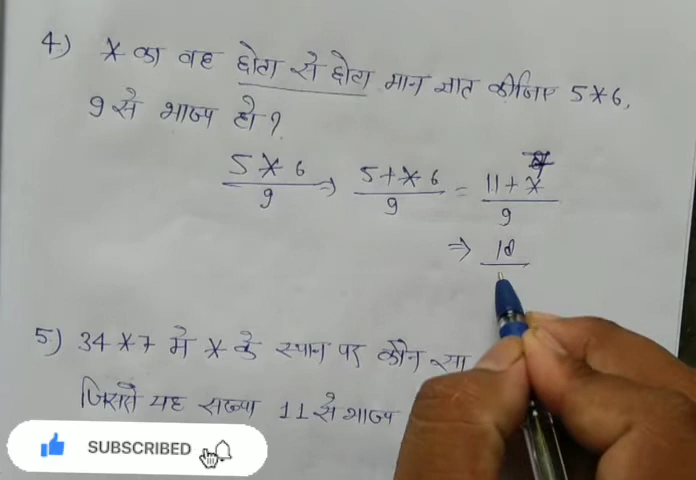 4.) * का वह छोटा से छोटा मान ज्ञात कीजिए 5*6,
9 से भाज्य हो ?
5 * 6 / 9 ⇒ 5 + * 6 / 9 = 11 + * / 9
⇒ 18
5.) 34*7 मे * के स्थान पर कौन सा
जिससे यह संख्या 11 से भाज्य
SUBSCRIBED